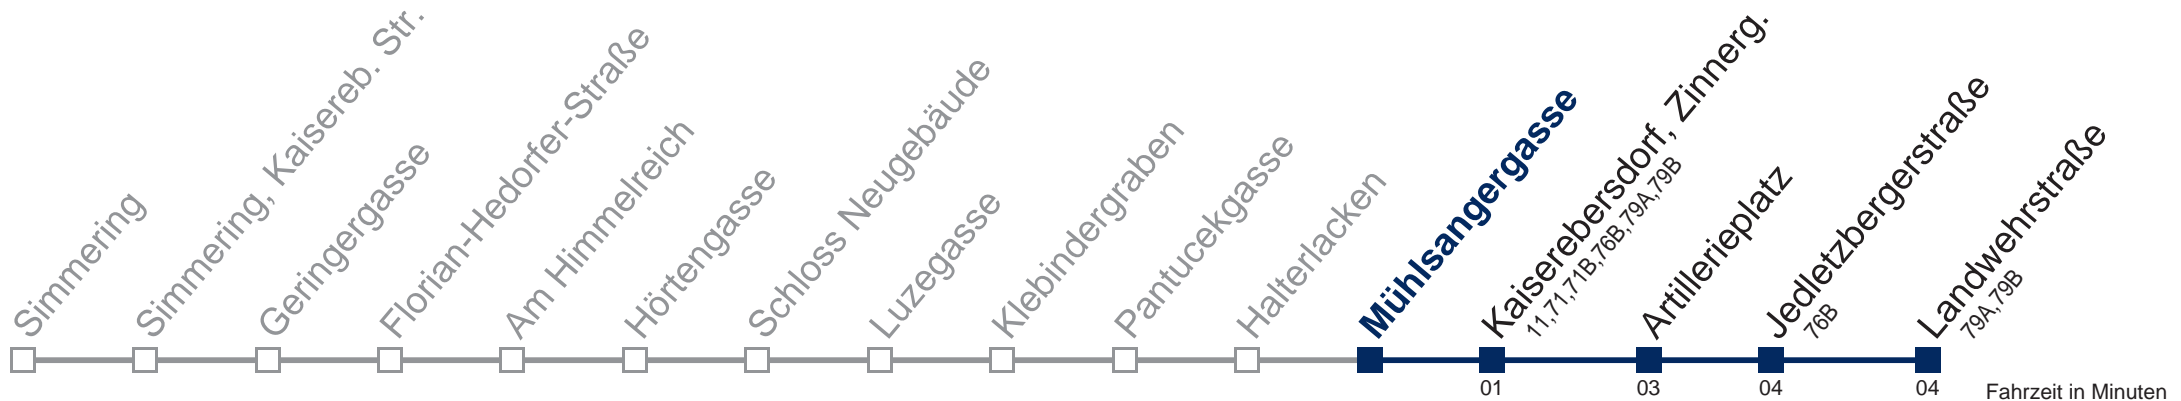 Simmering
Simmering, Kaisereb. Str.
Geringergasse
Florian-Hedorfer-Straße
Am Himmelreich
Hörtengasse
Schloss Neugebäude
Luzegasse
Klebindergraben
Pantucekgasse
Halterlacken
Mühlsangergasse
Kaiserebersdorf, Zinnerg.
11,71,71B,76B,79A,79B
Artillerieplatz
Jedletzbergerstraße
76B
Landwehrstraße
79A,79B
01
03
04
04
Fahrzeit in Minuten